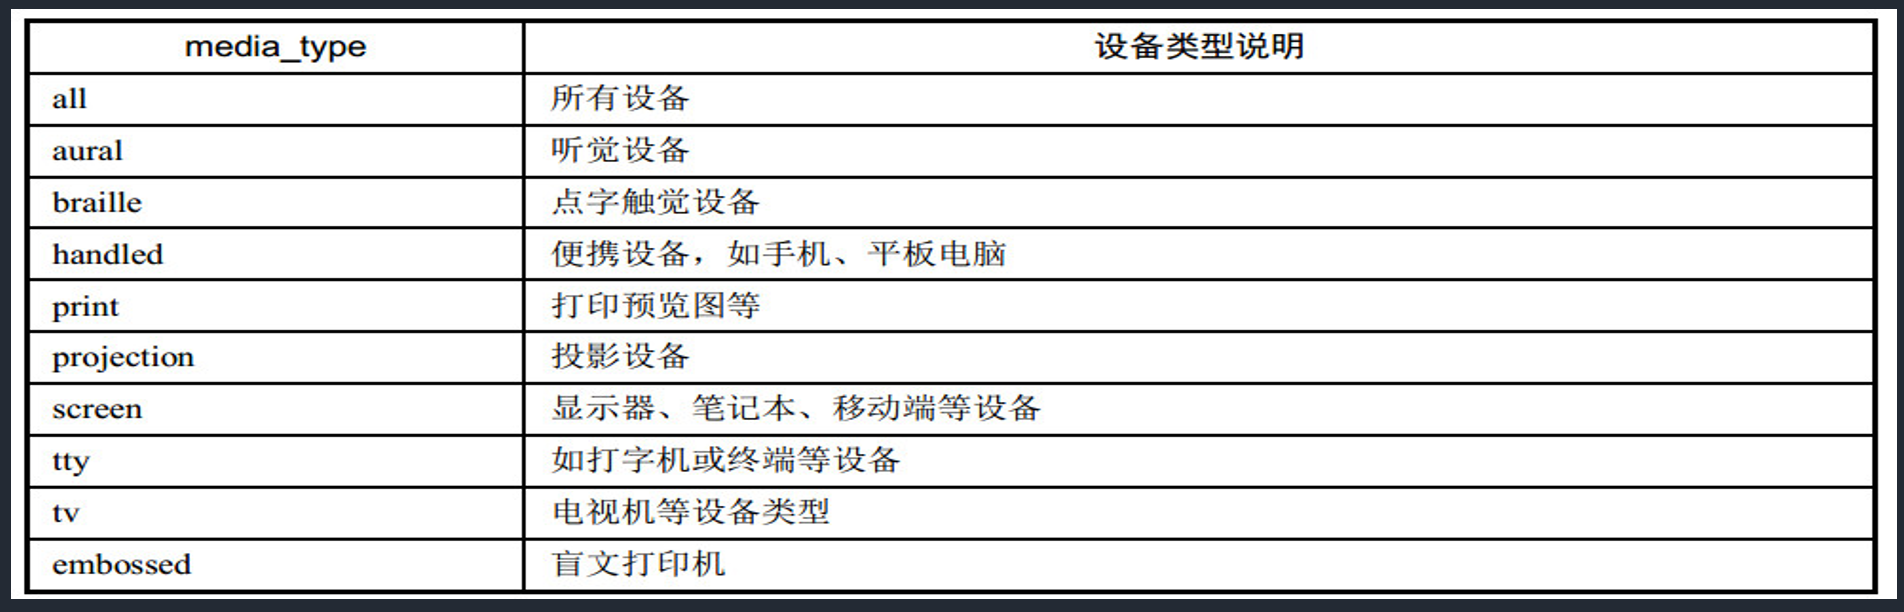 media_type 设备类型说明
all 所有设备
aural 听觉设备
braille 点字触觉设备
handled 便携设备，如手机、平板电脑
print 打印预览图等
projection 投影设备
screen 显示器、笔记本、移动端等设备
tty 如打字机或终端等设备
tv 电视机等设备类型
embossed 盲文打印机